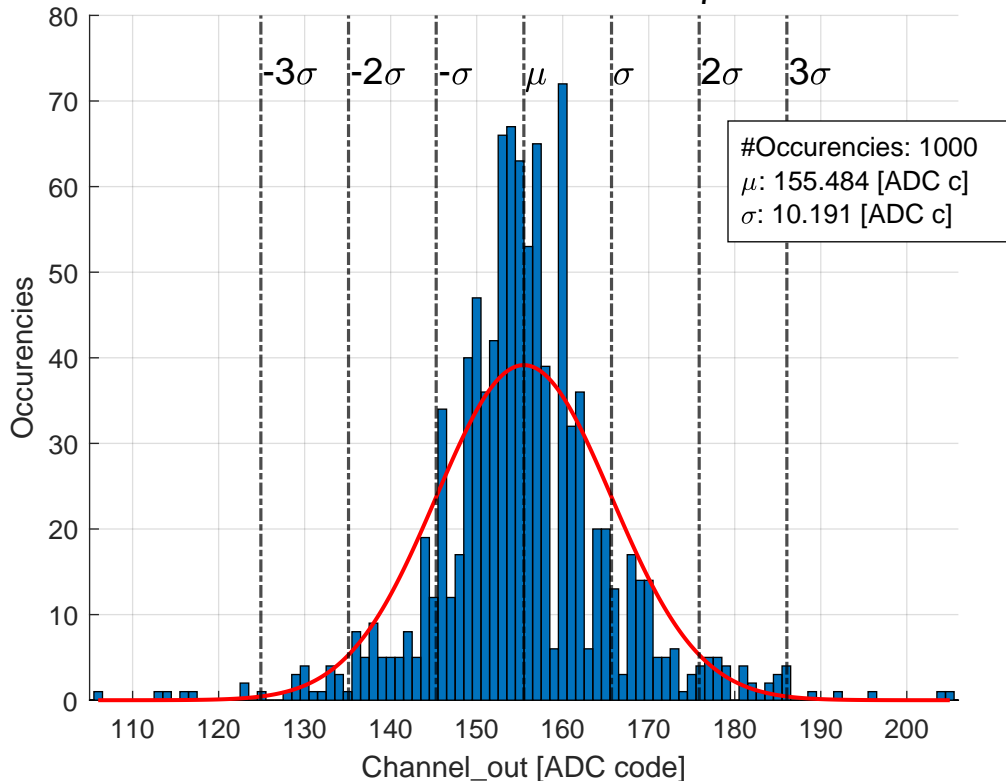 80
70
60
50
40
30
20
10
0
Occurencies
-3σ -2σ -σ μ σ 2σ 3σ
#Occurencies: 1000
μ: 155.484 [ADC c]
σ: 10.191 [ADC c]
110 120 130 140 150 160 170 180 190 200
Channel_out [ADC code]